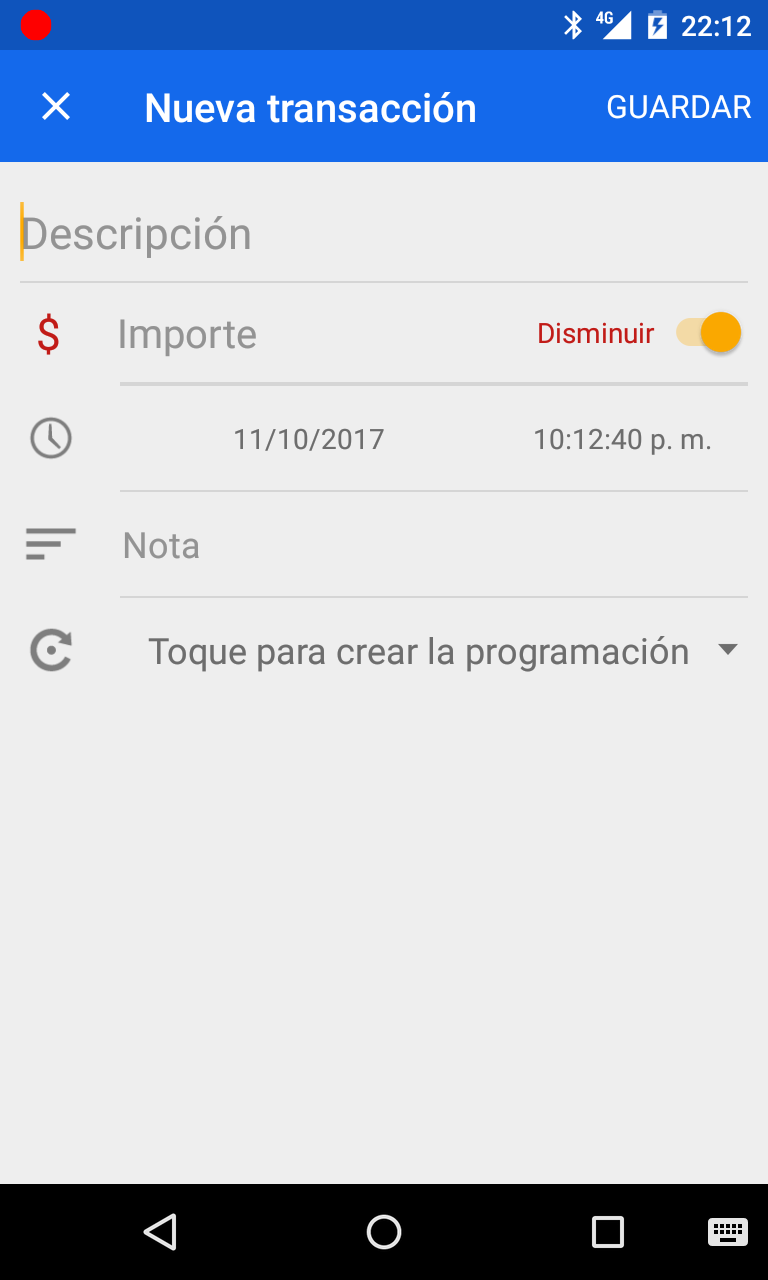 4G 22:12
Nueva transacción GUARDAR
Descripción
$ Importe Disminuir
11/10/2017 10:12:40 p. m.
Nota
Toque para crear la programación